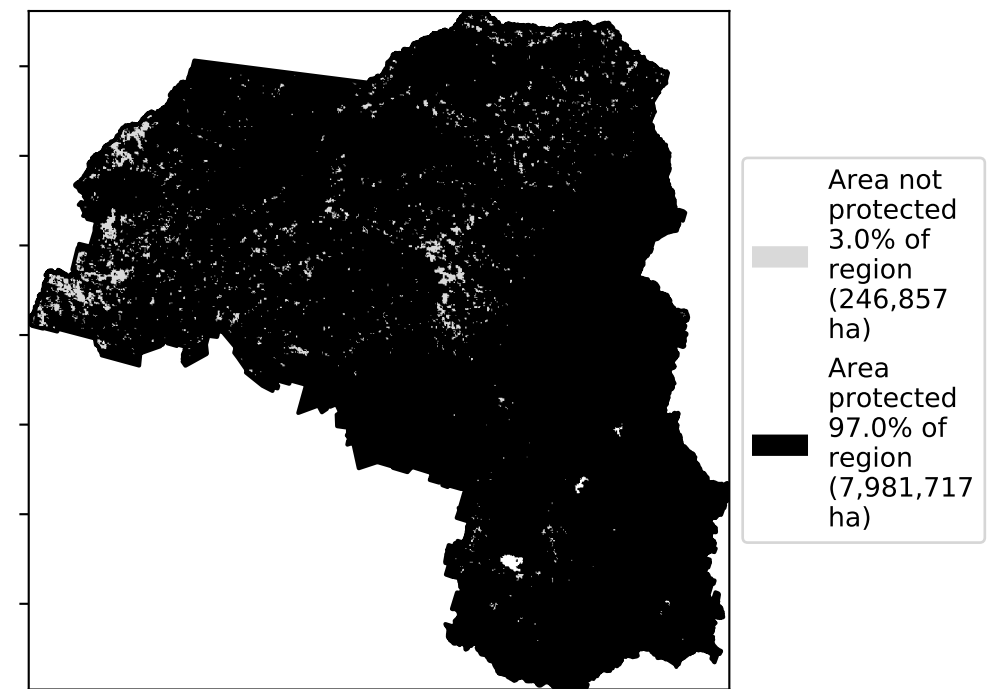 Area not
protected
3.0% of
region
(246,857
ha)
Area
protected
97.0% of
region
(7,981,717
ha)